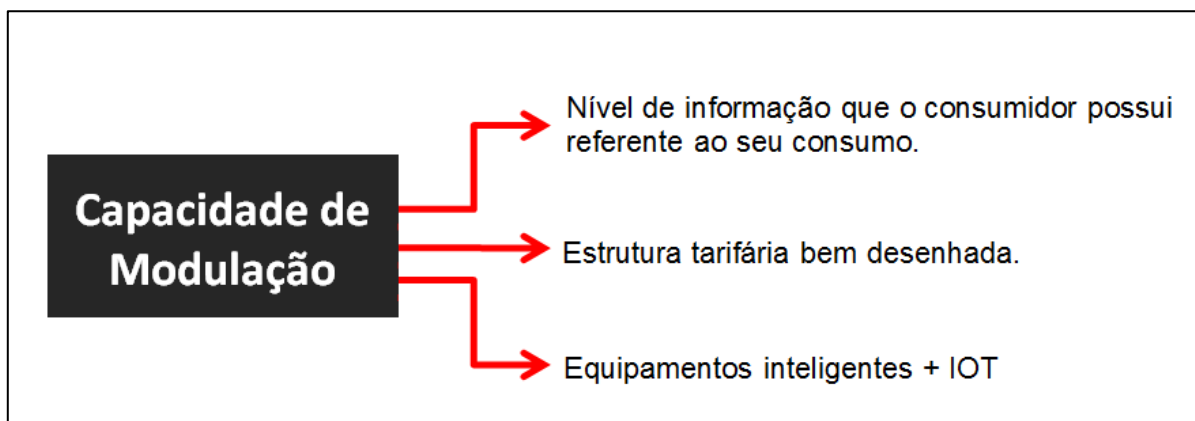 Nível de informação que o consumidor possui
referente ao seu consumo.
Capacidade de
Modulação
Estrutura tarifária bem desenhada.
Equipamentos inteligentes + IOT